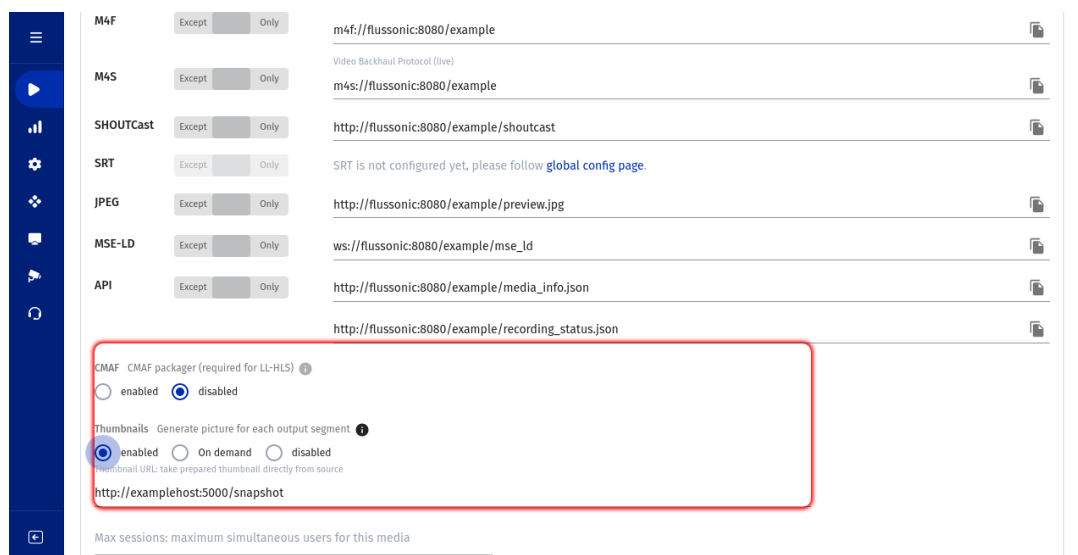 M4F Except Only m4f://flussonic:8080/example
Video Backhaul Protocol (live)
M4S Except Only m4s://flussonic:8080/example
SHOUTCast Except Only http://flussonic:8080/example/shoutcast
SRT Except Only SRT is not configured yet, please follow global config page.
JPEG Except Only http://flussonic:8080/example/preview.jpg
MSE-LD Except Only ws://flussonic:8080/example/mse_ld
API Except Only http://flussonic:8080/example/media_info.json
http://flussonic:8080/example/recording_status.json
CMAF CMAF packager (required for LL-HLS)
enabled disabled
Thumbnails Generate picture for each output segment
enabled On demand disabled
Thumbnail URL: take prepared thumbnail directly from source
http://examplehost:5000/snapshot
Max sessions: maximum simultaneous users for this media